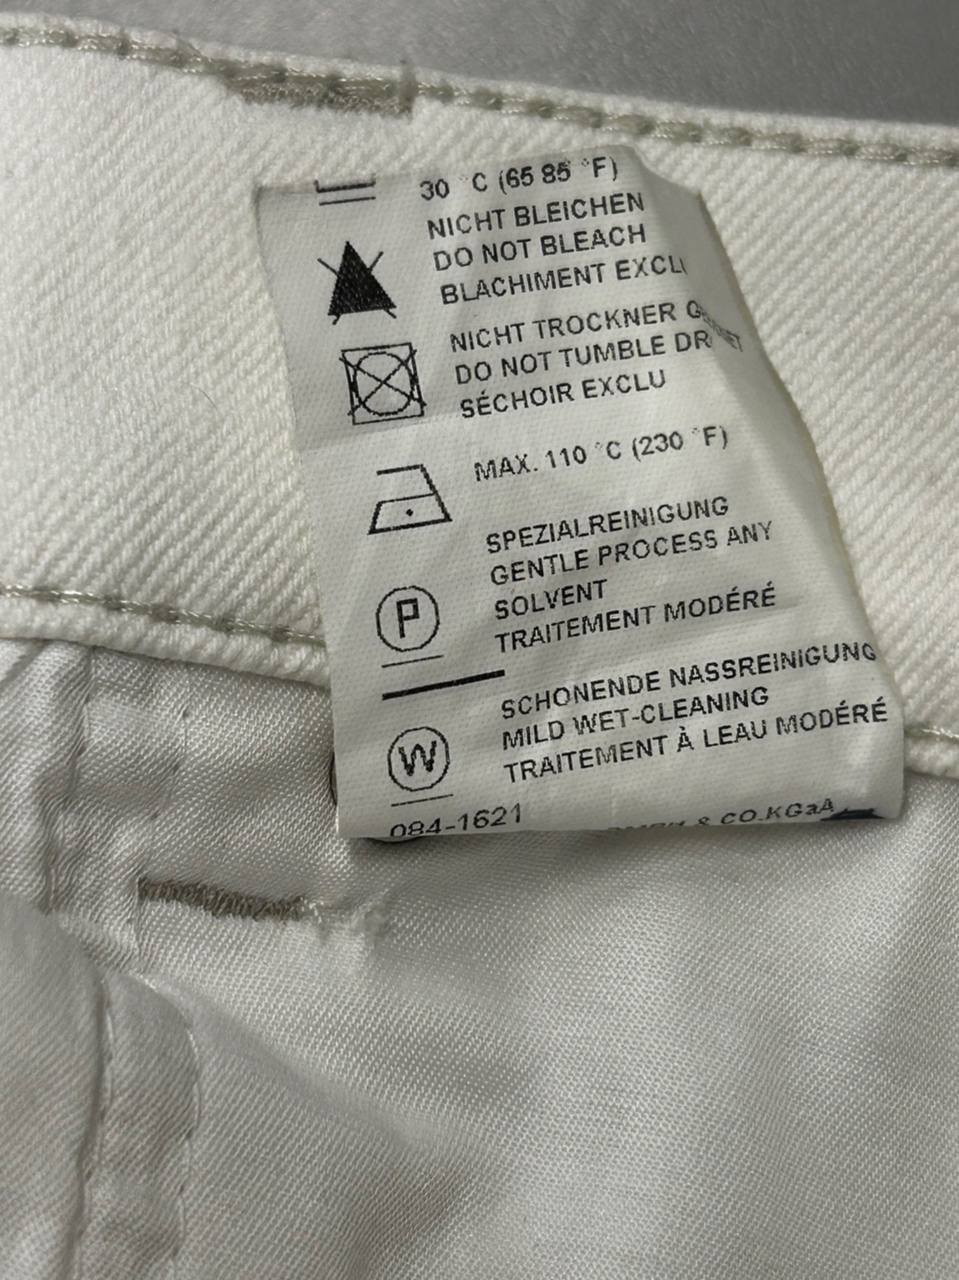 30 °C (65 85 °F)
NICHT BLEICHEN
DO NOT BLEACH
BLACHIMENT
NICHT TROCKNER
DO NOT TUMBLE
SÉCHOIR EXCLU
MAX. 110 °C (230 °F)
SPEZIALREINIGUNG
GENTLE PROCESS ANY
SOLVENT
P
TRAITEMENT MODÉRÉ
SCHONENDE NASSREINIGUNG
MILD WET-CLEANING
W
TRAITEMENT À LEAU MODÉRÉ
084-1621
& CO.KGaA